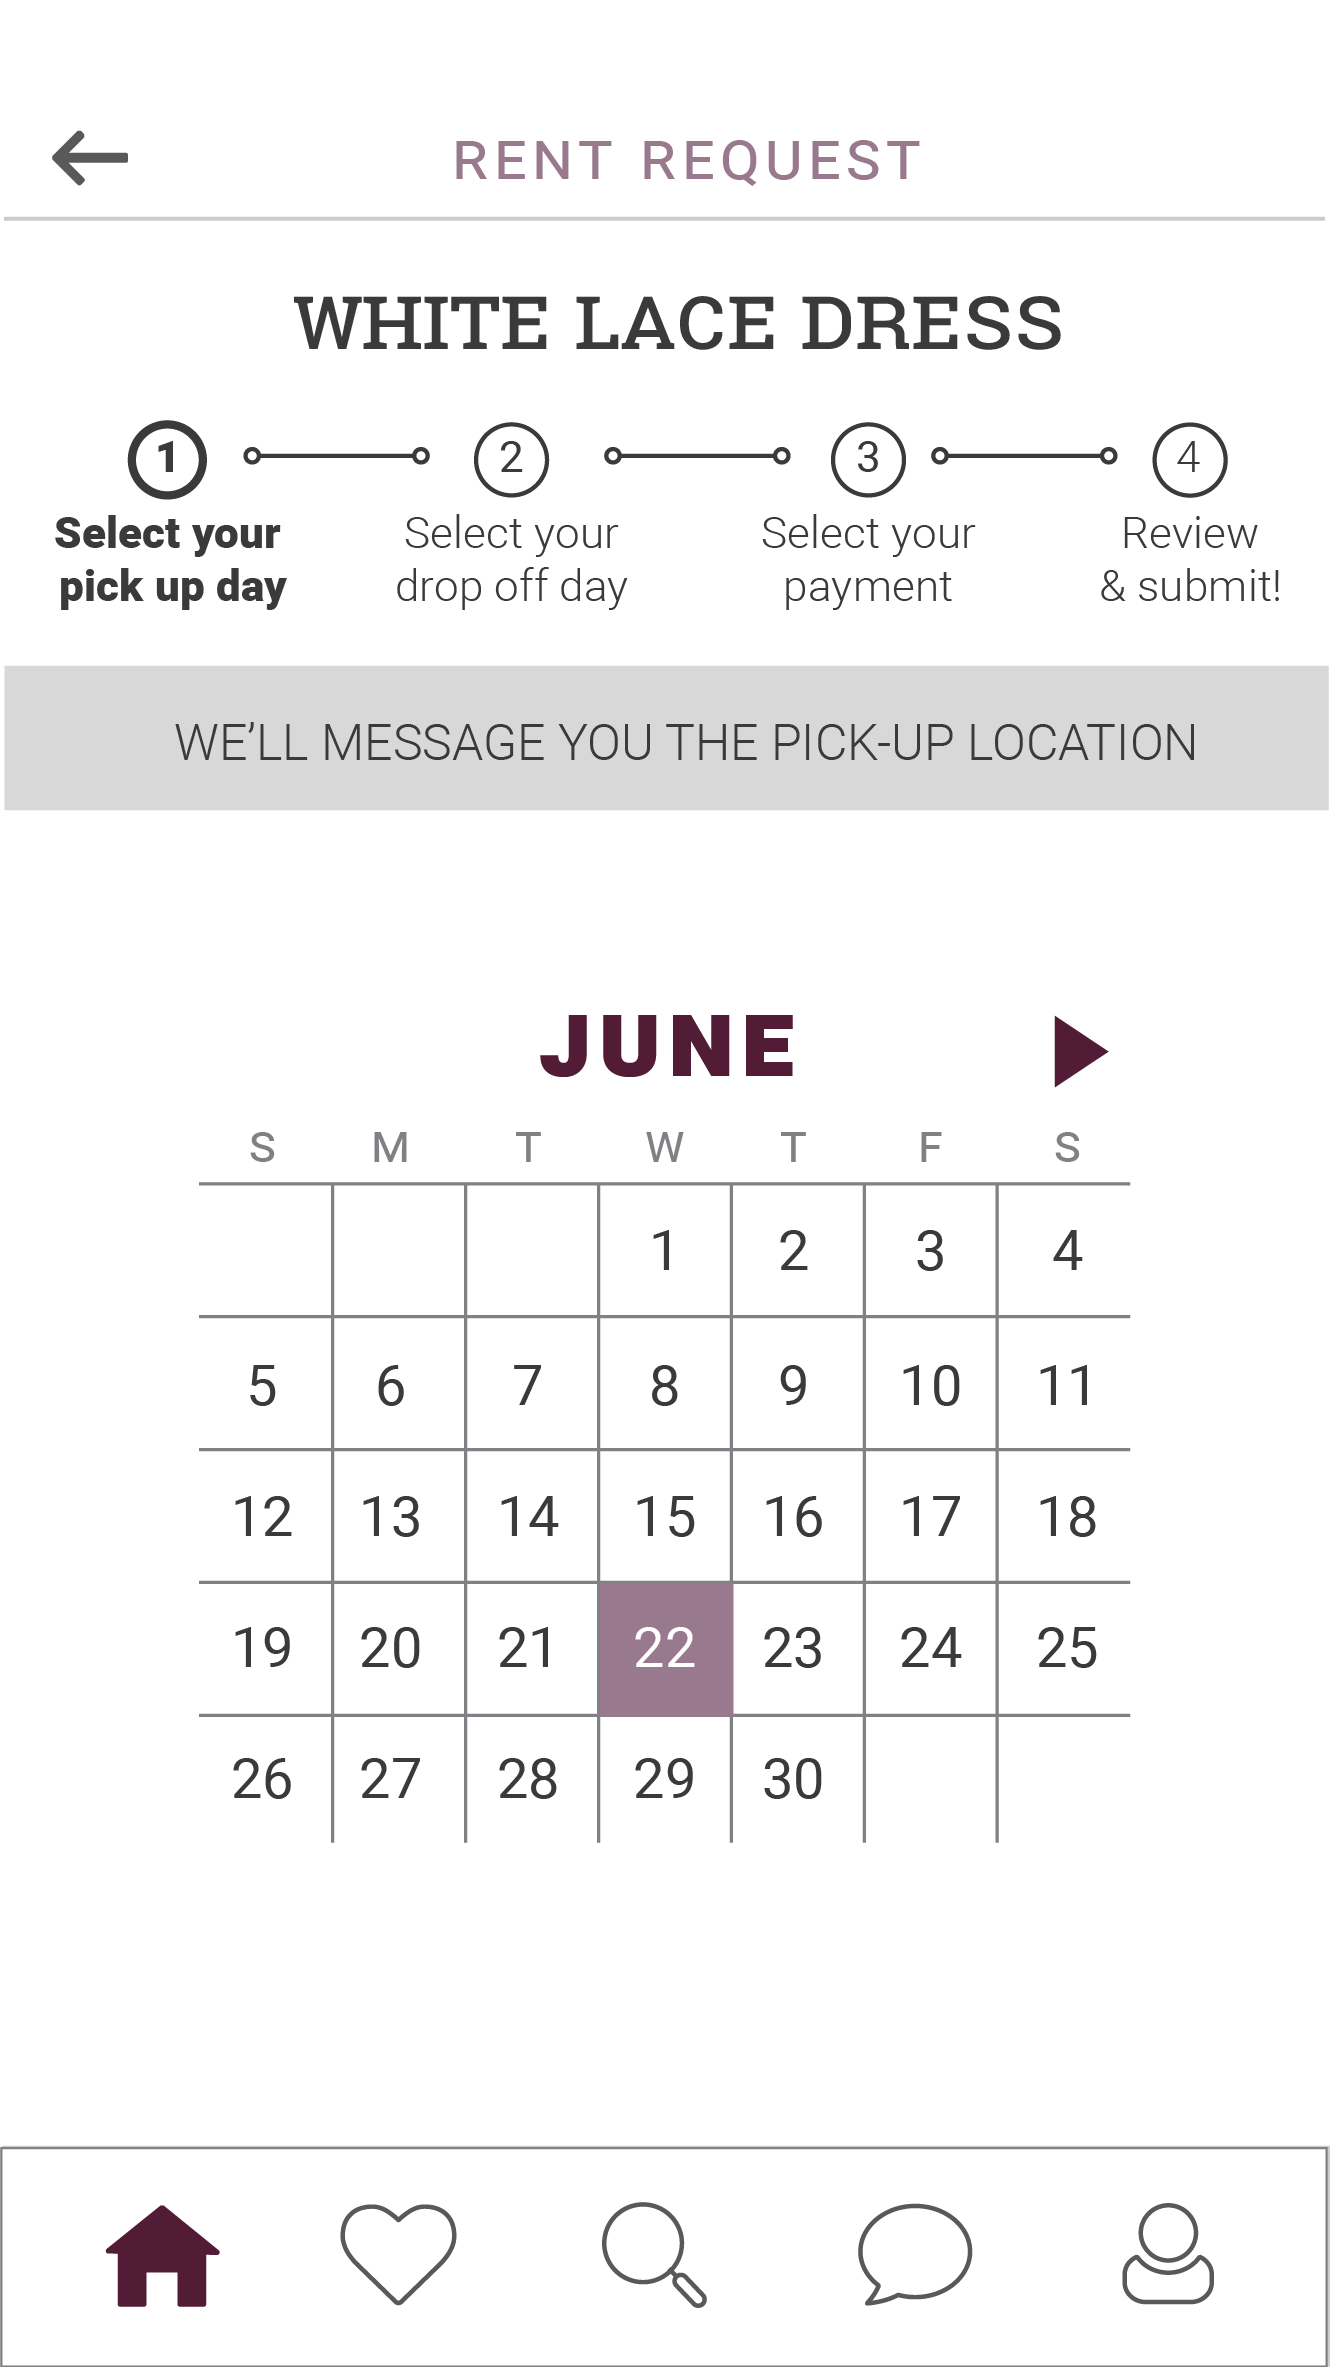 RENT REQUEST
WHITE LACE DRESS
1 2 3 4
Select your Select your Select your Review
pick up day drop off day payment & submit!
WE’LL MESSAGE YOU THE PICK-UP LOCATION
JUNE
S M T W T F S
1 2 3 4
5 6 7 8 9 10 11
12 13 14 15 16 17 18
19 20 21 22 23 24 25
26 27 28 29 30